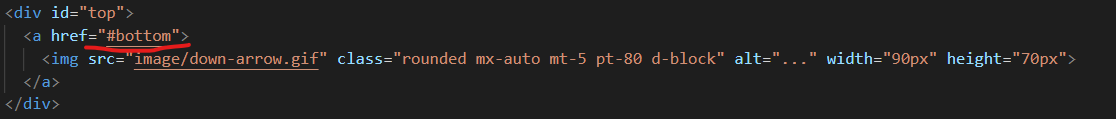 <div id="top">
<a href="#bottom">
<img src="image/down-arrow.gif" class="rounded mx-auto mt-5 pt-80 d-block" alt="..." width="90px" height="70px">
</a>
</div>